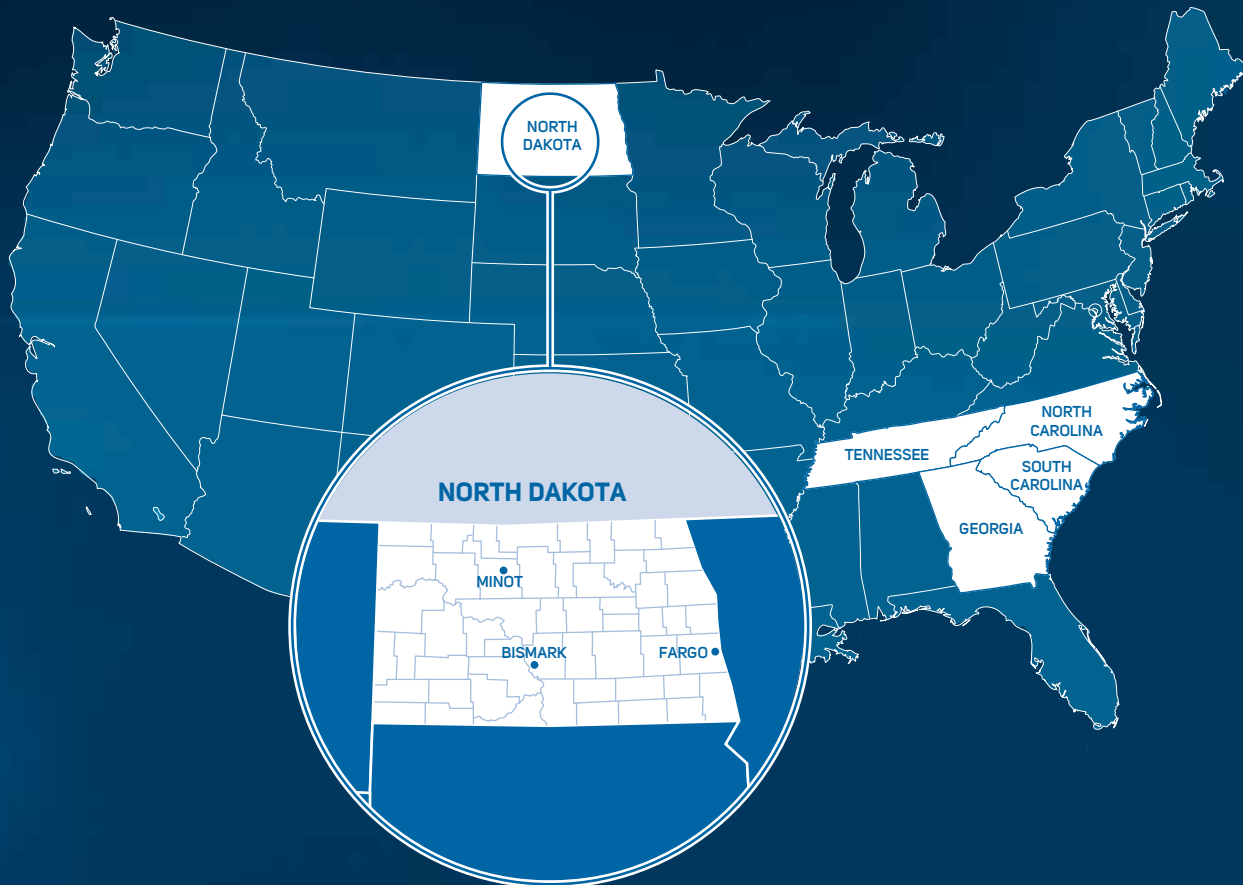 NORTH
DAKOTA
NORTH
CAROLINA
TENNESSEE
SOUTH
CAROLINA
GEORGIA
NORTH DAKOTA
MINOT
BISMARK
FARGO